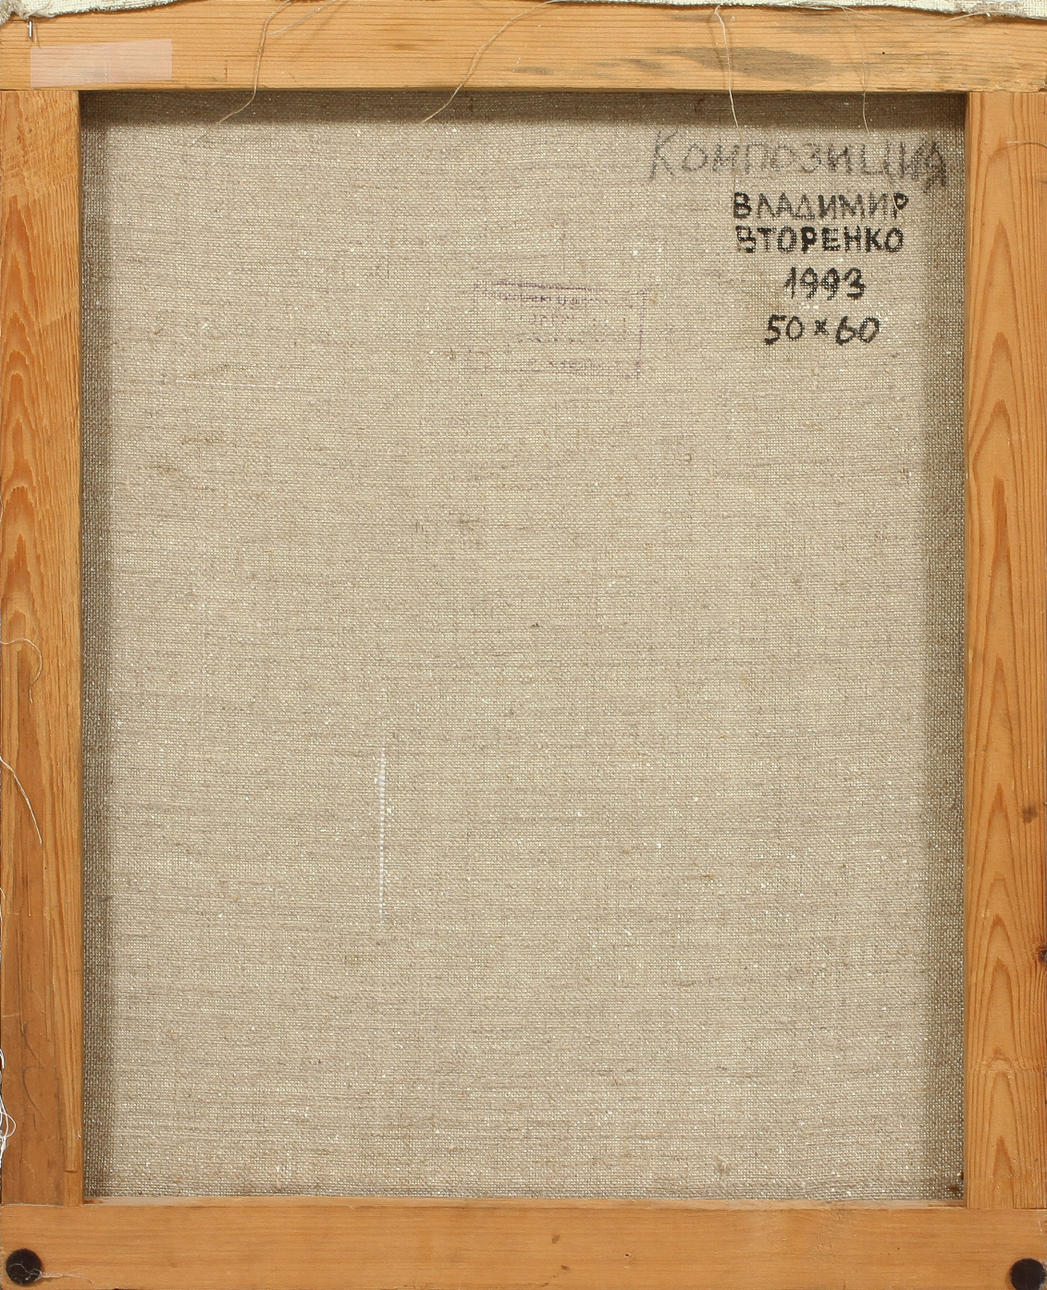 Композиция
ВЛАДИМИР
ВТОРЕНКО
1993
50×60